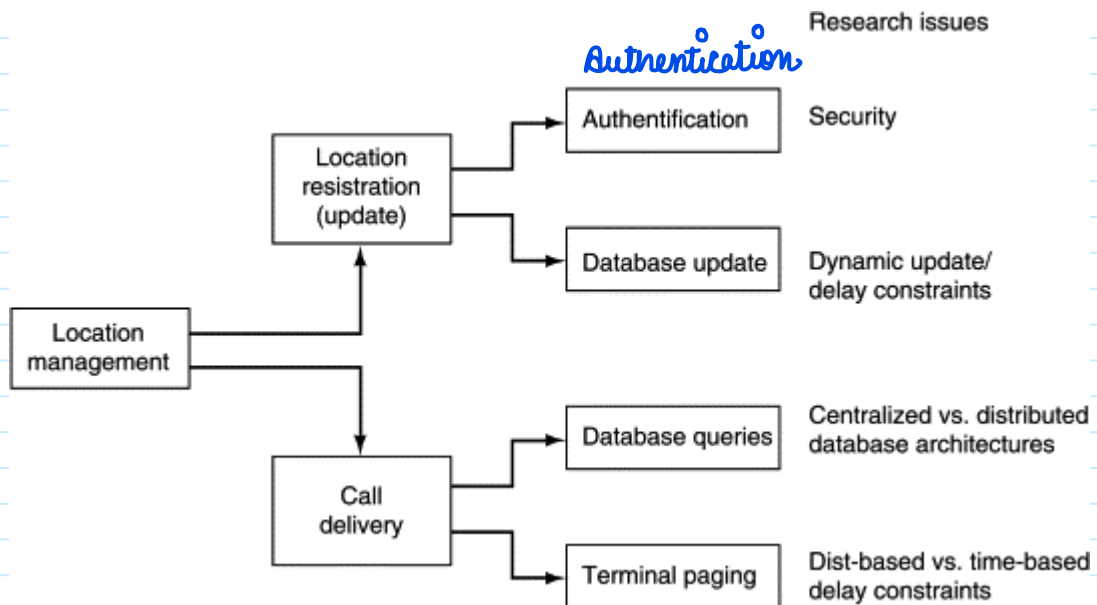 Research issues
Authentication
Authentification
Security
Location
resistration
(update)
Database update
Dynamic update/
delay constraints
Location
management
Database queries
Centralized vs. distributed
database architectures
Call
delivery
Terminal paging
Dist-based vs. time-based
delay constraints